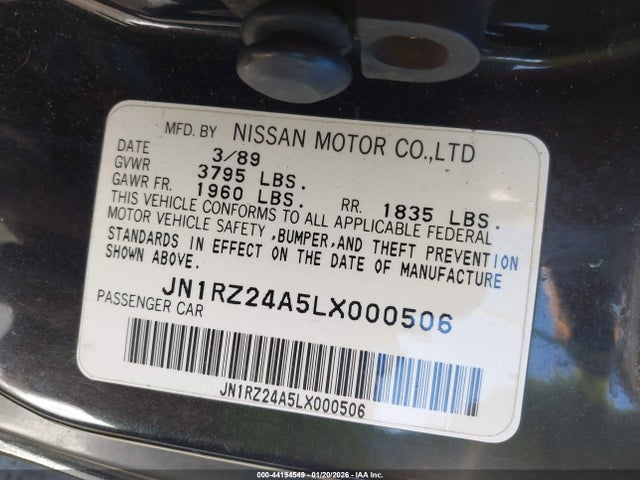 MFD. BY NISSAN MOTOR CO.,LTD
DATE 3/89
GVWR 3795 LBS.
GAWR FR. 1960 LBS. RR. 1835 LBS.
THIS VEHICLE CONFORMS TO ALL APPLICABLE FEDERAL
MOTOR VEHICLE SAFETY ,BUMPER,AND THEFT PREVENTION
STANDARDS IN EFFECT ON THE DATE OF MANUFACTURE
SHOWN ABOVE.
JN1RZ24A5LX000506
PASSENGER CAR
JN1RZ24A5LX000506
000-44194549 - 01/20/2026 - IAA Inc.